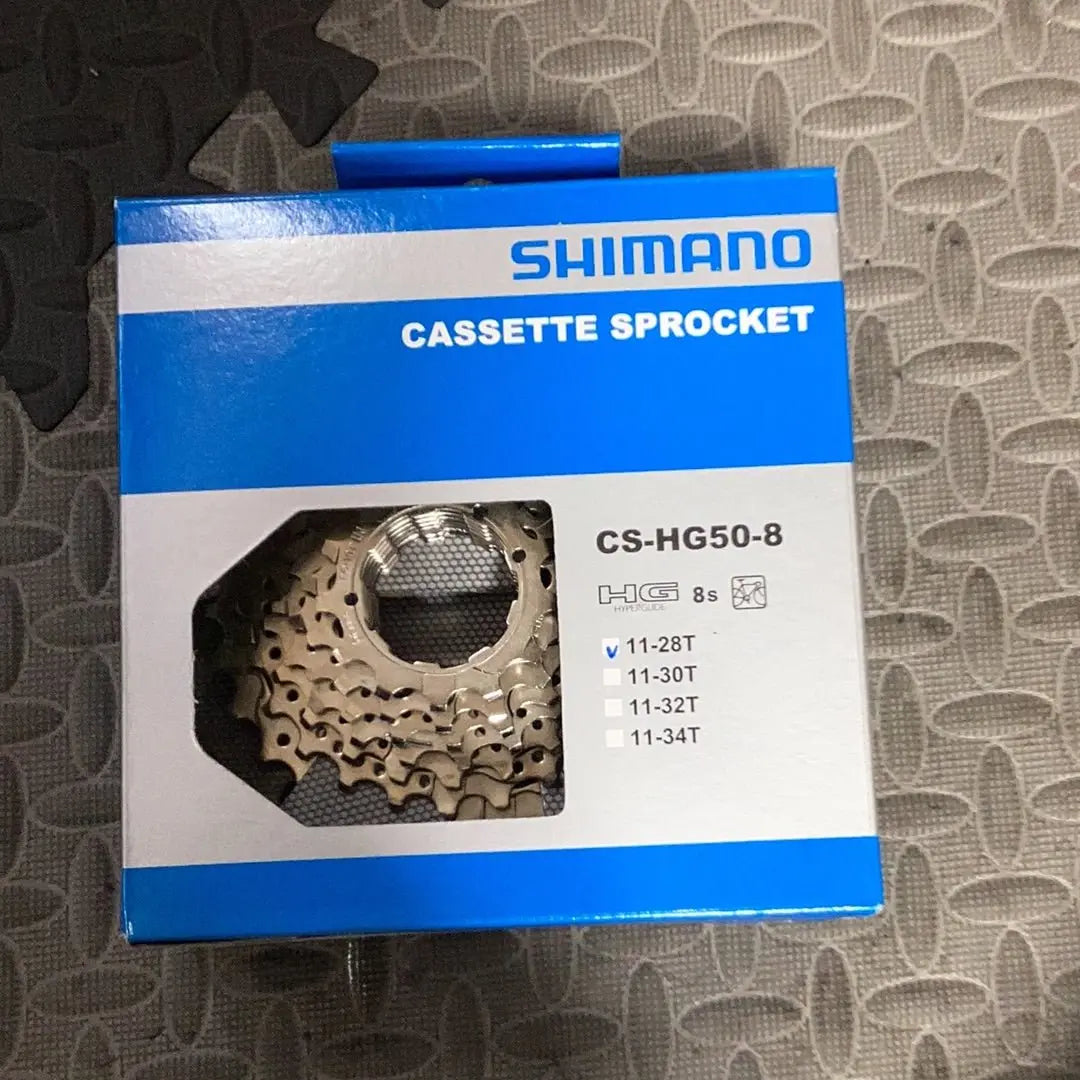 SHIMANO
CASSETTE SPROCKET
CS-HG50-8
HG 8s
HYPERGLIDE
v 11-28T
11-30T
11-32T
11-34T